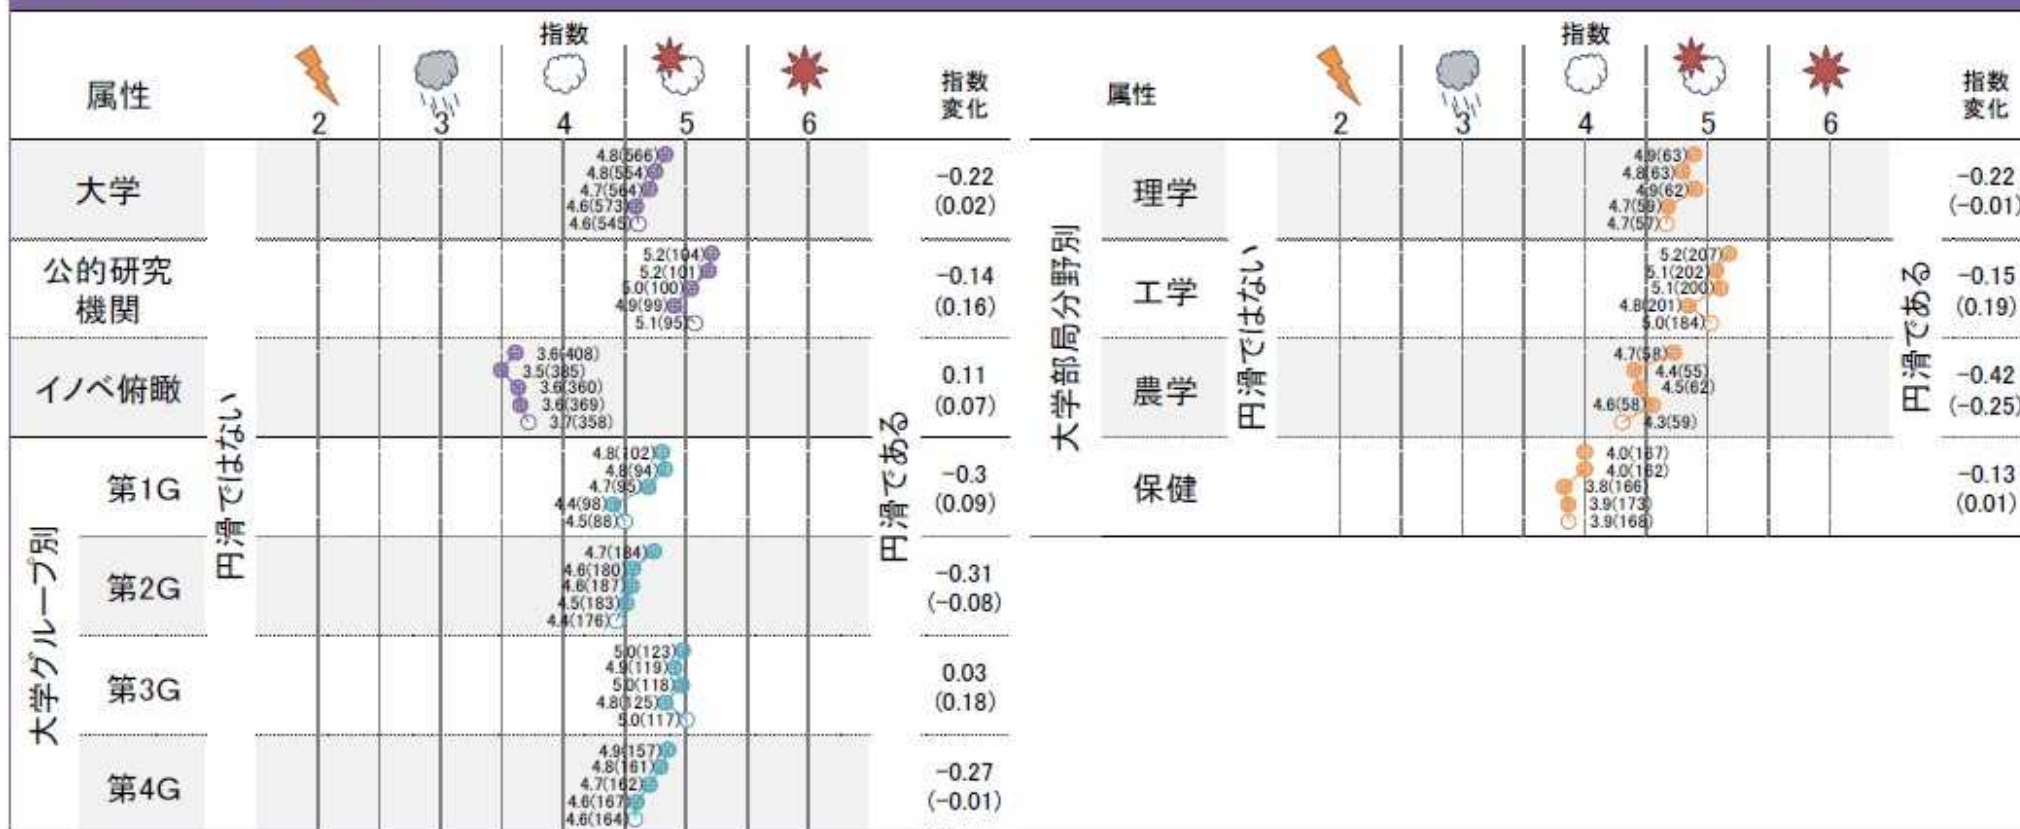 属性
指数
2 3 4 5 6
指数
変化
大学
4.8(566)
4.8(554)
4.7(564)
4.6(573)
4.6(545)
-0.22
(0.02)
公的研究
機関
5.2(104)
5.2(101)
5.0(100)
4.9(99)
5.1(95)
-0.14
(0.16)
イノベ俯瞰
3.6(408)
3.5(385)
3.6(360)
3.6(369)
3.7(358)
0.11
(0.07)
大学グループ別
第1G
4.8(102)
4.8(94)
4.7(95)
4.4(98)
4.5(88)
-0.3
(0.09)
第2G
4.7(184)
4.6(180)
4.6(187)
4.5(183)
4.4(176)
-0.31
(-0.08)
第3G
5.0(123)
4.9(119)
5.0(118)
4.8(125)
5.0(117)
0.03
(0.18)
第4G
4.9(157)
4.8(161)
4.7(162)
4.6(167)
4.6(164)
-0.27
(-0.01)
円滑ではない
円滑である
属性
指数
2 3 4 5 6
指数
変化
大学部局分野別
理学
4.9(63)
4.8(63)
4.9(62)
4.7(59)
4.7(57)
-0.22
(-0.01)
工学
5.2(207)
5.1(202)
5.1(200)
4.8(201)
5.0(184)
-0.15
(0.19)
農学
4.7(58)
4.4(55)
4.5(62)
4.6(58)
4.3(59)
-0.42
(-0.25)
保健
4.0(167)
4.0(162)
3.8(166)
3.9(173)
3.9(168)
-0.13
(0.01)
円滑ではない
円滑である